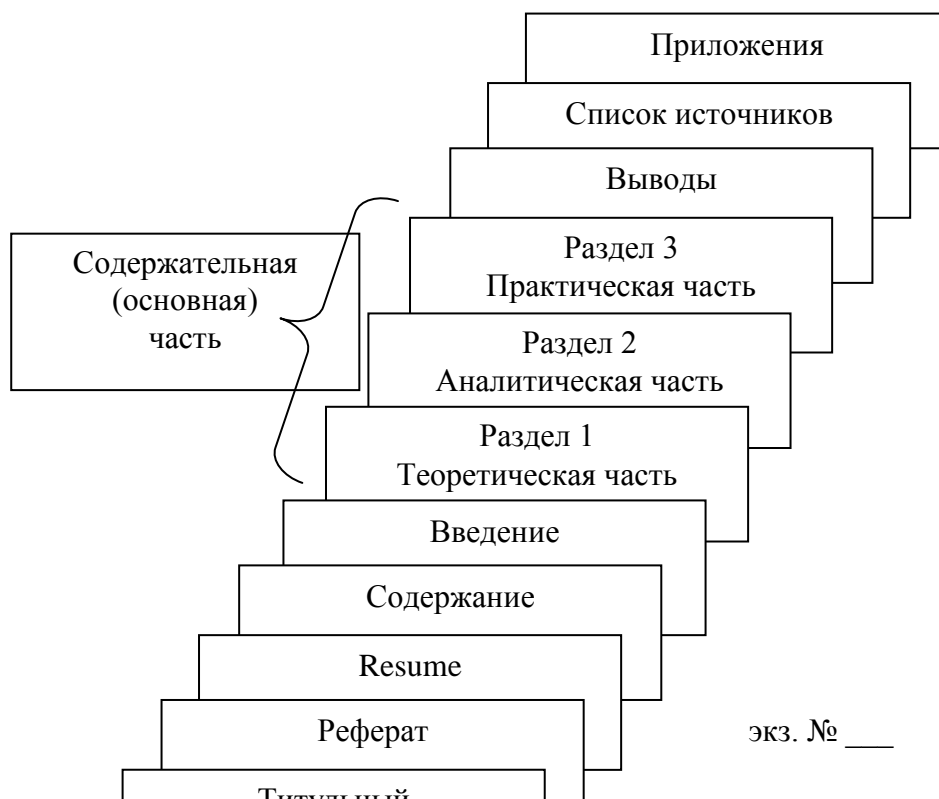 Приложения
Список источников
Выводы
Раздел 3
Практическая часть
Содержательная
(основная)
часть
Раздел 2
Аналитическая часть
Раздел 1
Теоретическая часть
Введение
Содержание
Resume
Реферат
экз. № ___
Титульный